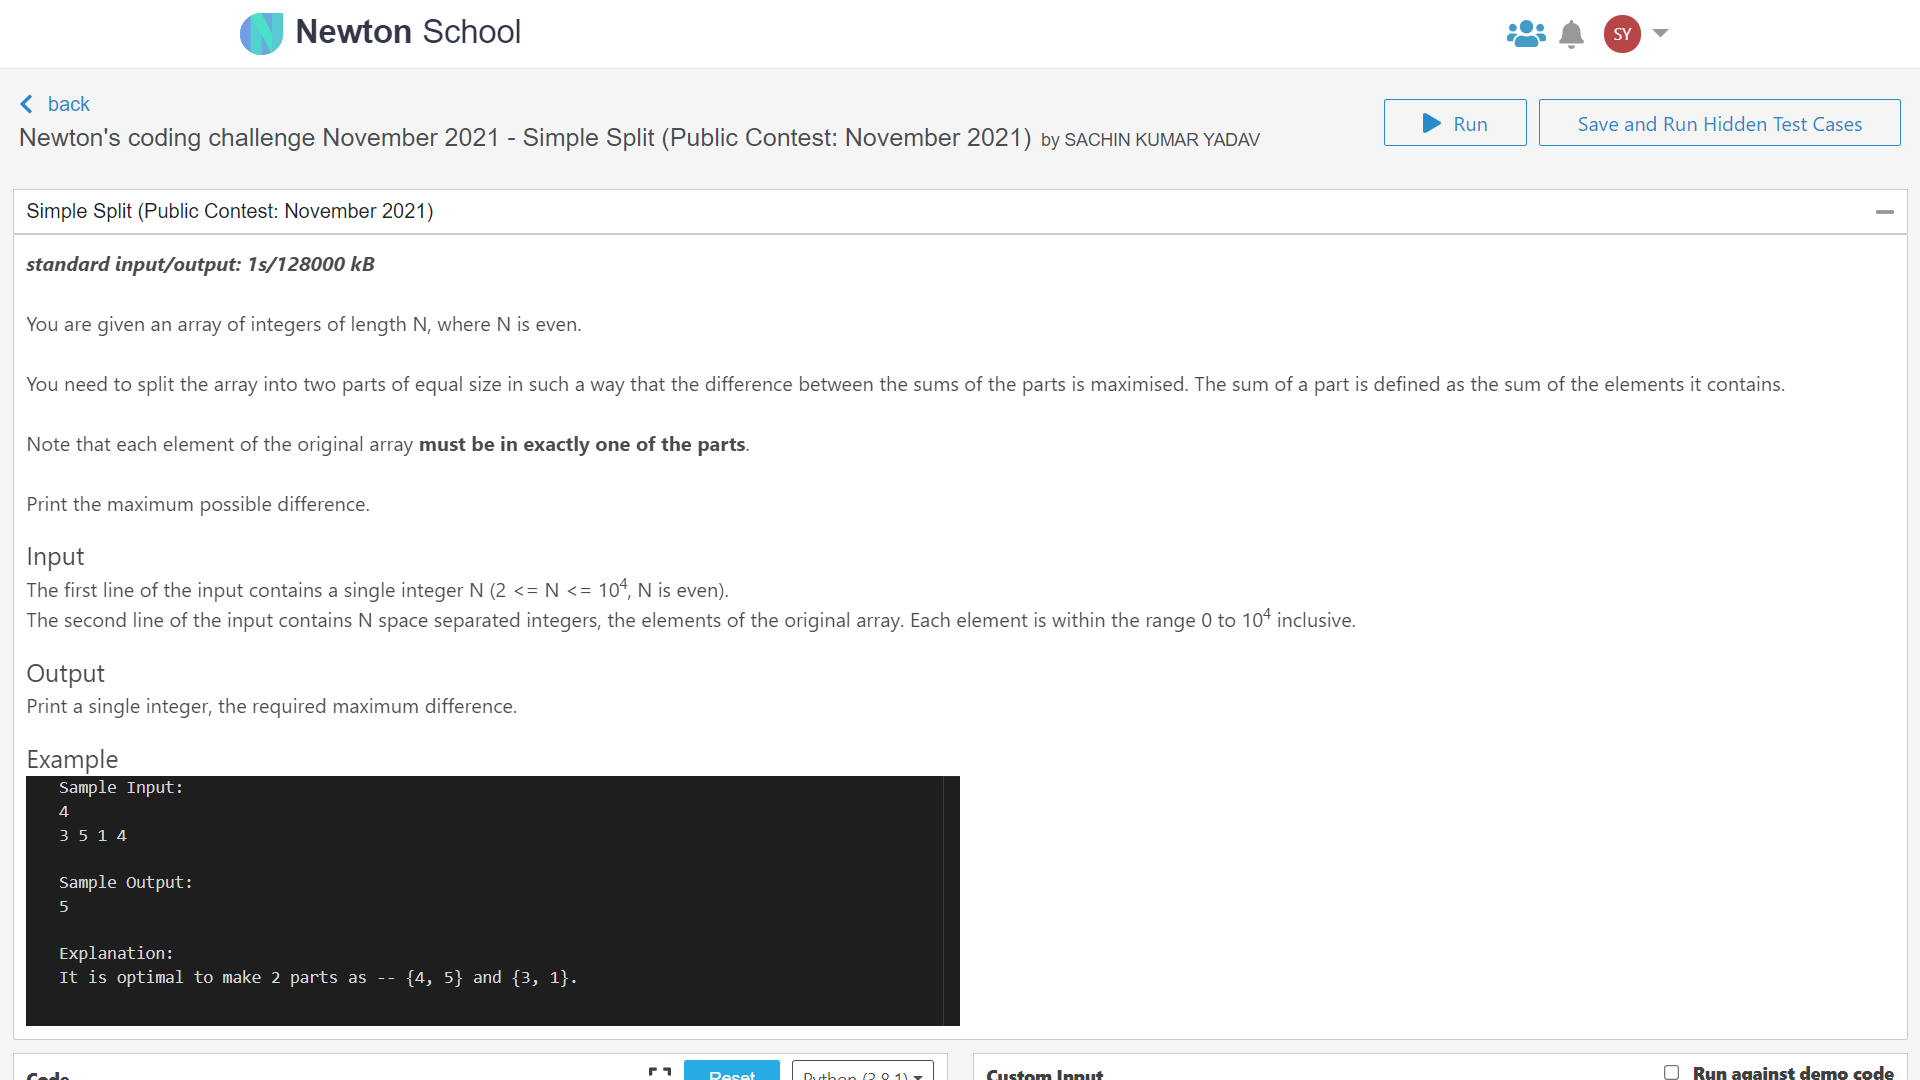 Newton School
SY
back
Newton's coding challenge November 2021 - Simple Split (Public Contest: November 2021) by SACHIN KUMAR YADAV
Run
Save and Run Hidden Test Cases
Simple Split (Public Contest: November 2021)
standard input/output: 1s/128000 kB
You are given an array of integers of length N, where N is even.
You need to split the array into two parts of equal size in such a way that the difference between the sums of the parts is maximised. The sum of a part is defined as the sum of the elements it contains.
Note that each element of the original array must be in exactly one of the parts.
Print the maximum possible difference.
Input
The first line of the input contains a single integer N (2 <= N <= 10⁴, N is even).
The second line of the input contains N space separated integers, the elements of the original array. Each element is within the range 0 to 10⁴ inclusive.
Output
Print a single integer, the required maximum difference.
Example
Sample Input:
4
3 5 1 4
Sample Output:
5
Explanation:
It is optimal to make 2 parts as -- {4, 5} and {3, 1}.
Code
Reset
Python (3.8.1)
Custom Input
Run against demo code